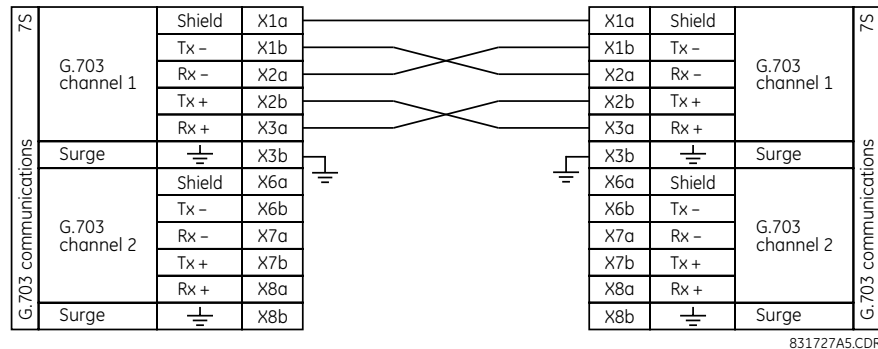 7S
G.703 communications
G.703
channel 1
Shield X1a
Tx – X1b
Rx – X2a
Tx + X2b
Rx + X3a
Surge X3b
G.703
channel 2
Shield X6a
Tx – X6b
Rx – X7a
Tx + X7b
Rx + X8a
Surge X8b
X1a Shield
X1b Tx –
X2a Rx –
X2b Tx +
X3a Rx +
G.703
channel 1
X3b Surge
X6a Shield
X6b Tx –
X7a Rx –
X7b Tx +
X8a Rx +
G.703
channel 2
X8b Surge
7S
G.703 communications
831727A5.CDR